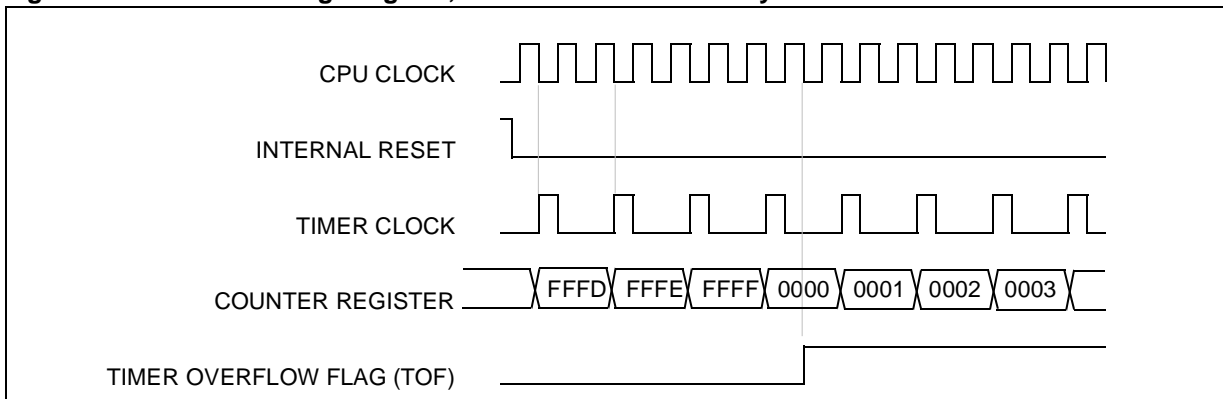 CPU CLOCK
INTERNAL RESET
TIMER CLOCK
FFFD FFFE FFFF 0000 0001 0002 0003
COUNTER REGISTER
TIMER OVERFLOW FLAG (TOF)